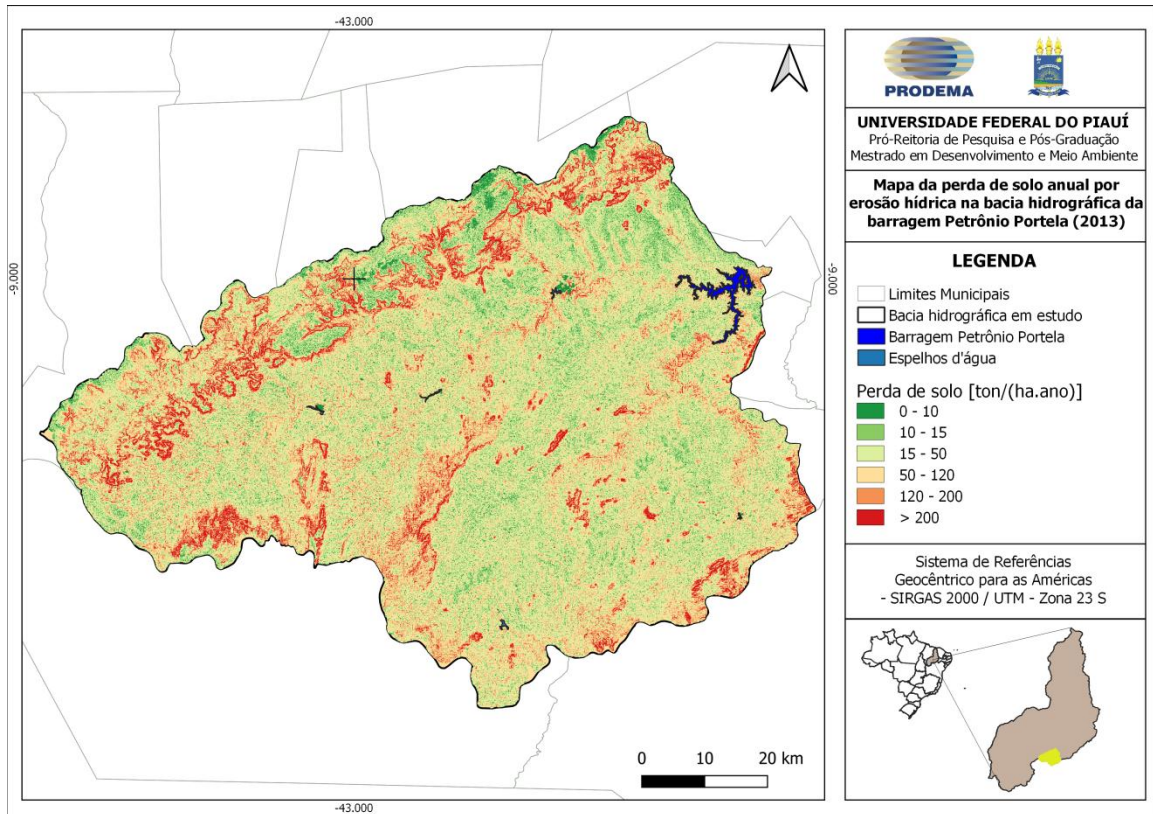 -43.000
-9.000
-9.000
-43.000
0 10 20 km
PRODEMA
UNIVERSIDADE FEDERAL DO PIAUÍ
Pró-Reitoria de Pesquisa e Pós-Graduação
Mestrado em Desenvolvimento e Meio Ambiente
Mapa da perda de solo anual por
erosão hídrica na bacia hidrográfica da
barragem Petrônio Portela (2013)
LEGENDA
Limites Municipais
Bacia hidrográfica em estudo
Barragem Petrônio Portela
Espelhos d'água
Perda de solo [ton/(ha.ano)]
0 - 10
10 - 15
15 - 50
50 - 120
120 - 200
> 200
Sistema de Referências
Geocêntrico para as Américas
- SIRGAS 2000 / UTM - Zona 23 S